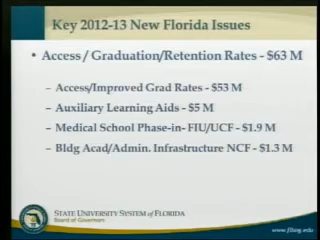 Key 2012-13 New Florida Issues
• Access / Graduation/Retention Rates - $63 M
– Access/Improved Grad Rates - $53 M
– Auxiliary Learning Aids - $5 M
– Medical School Phase-in- FIU/UCF - $1.9 M
– Bldg Acad/Admin. Infrastructure NCF - $1.3 M
STATE UNIVERSITY SYSTEM of FLORIDA
Board of Governors
www.flbog.edu